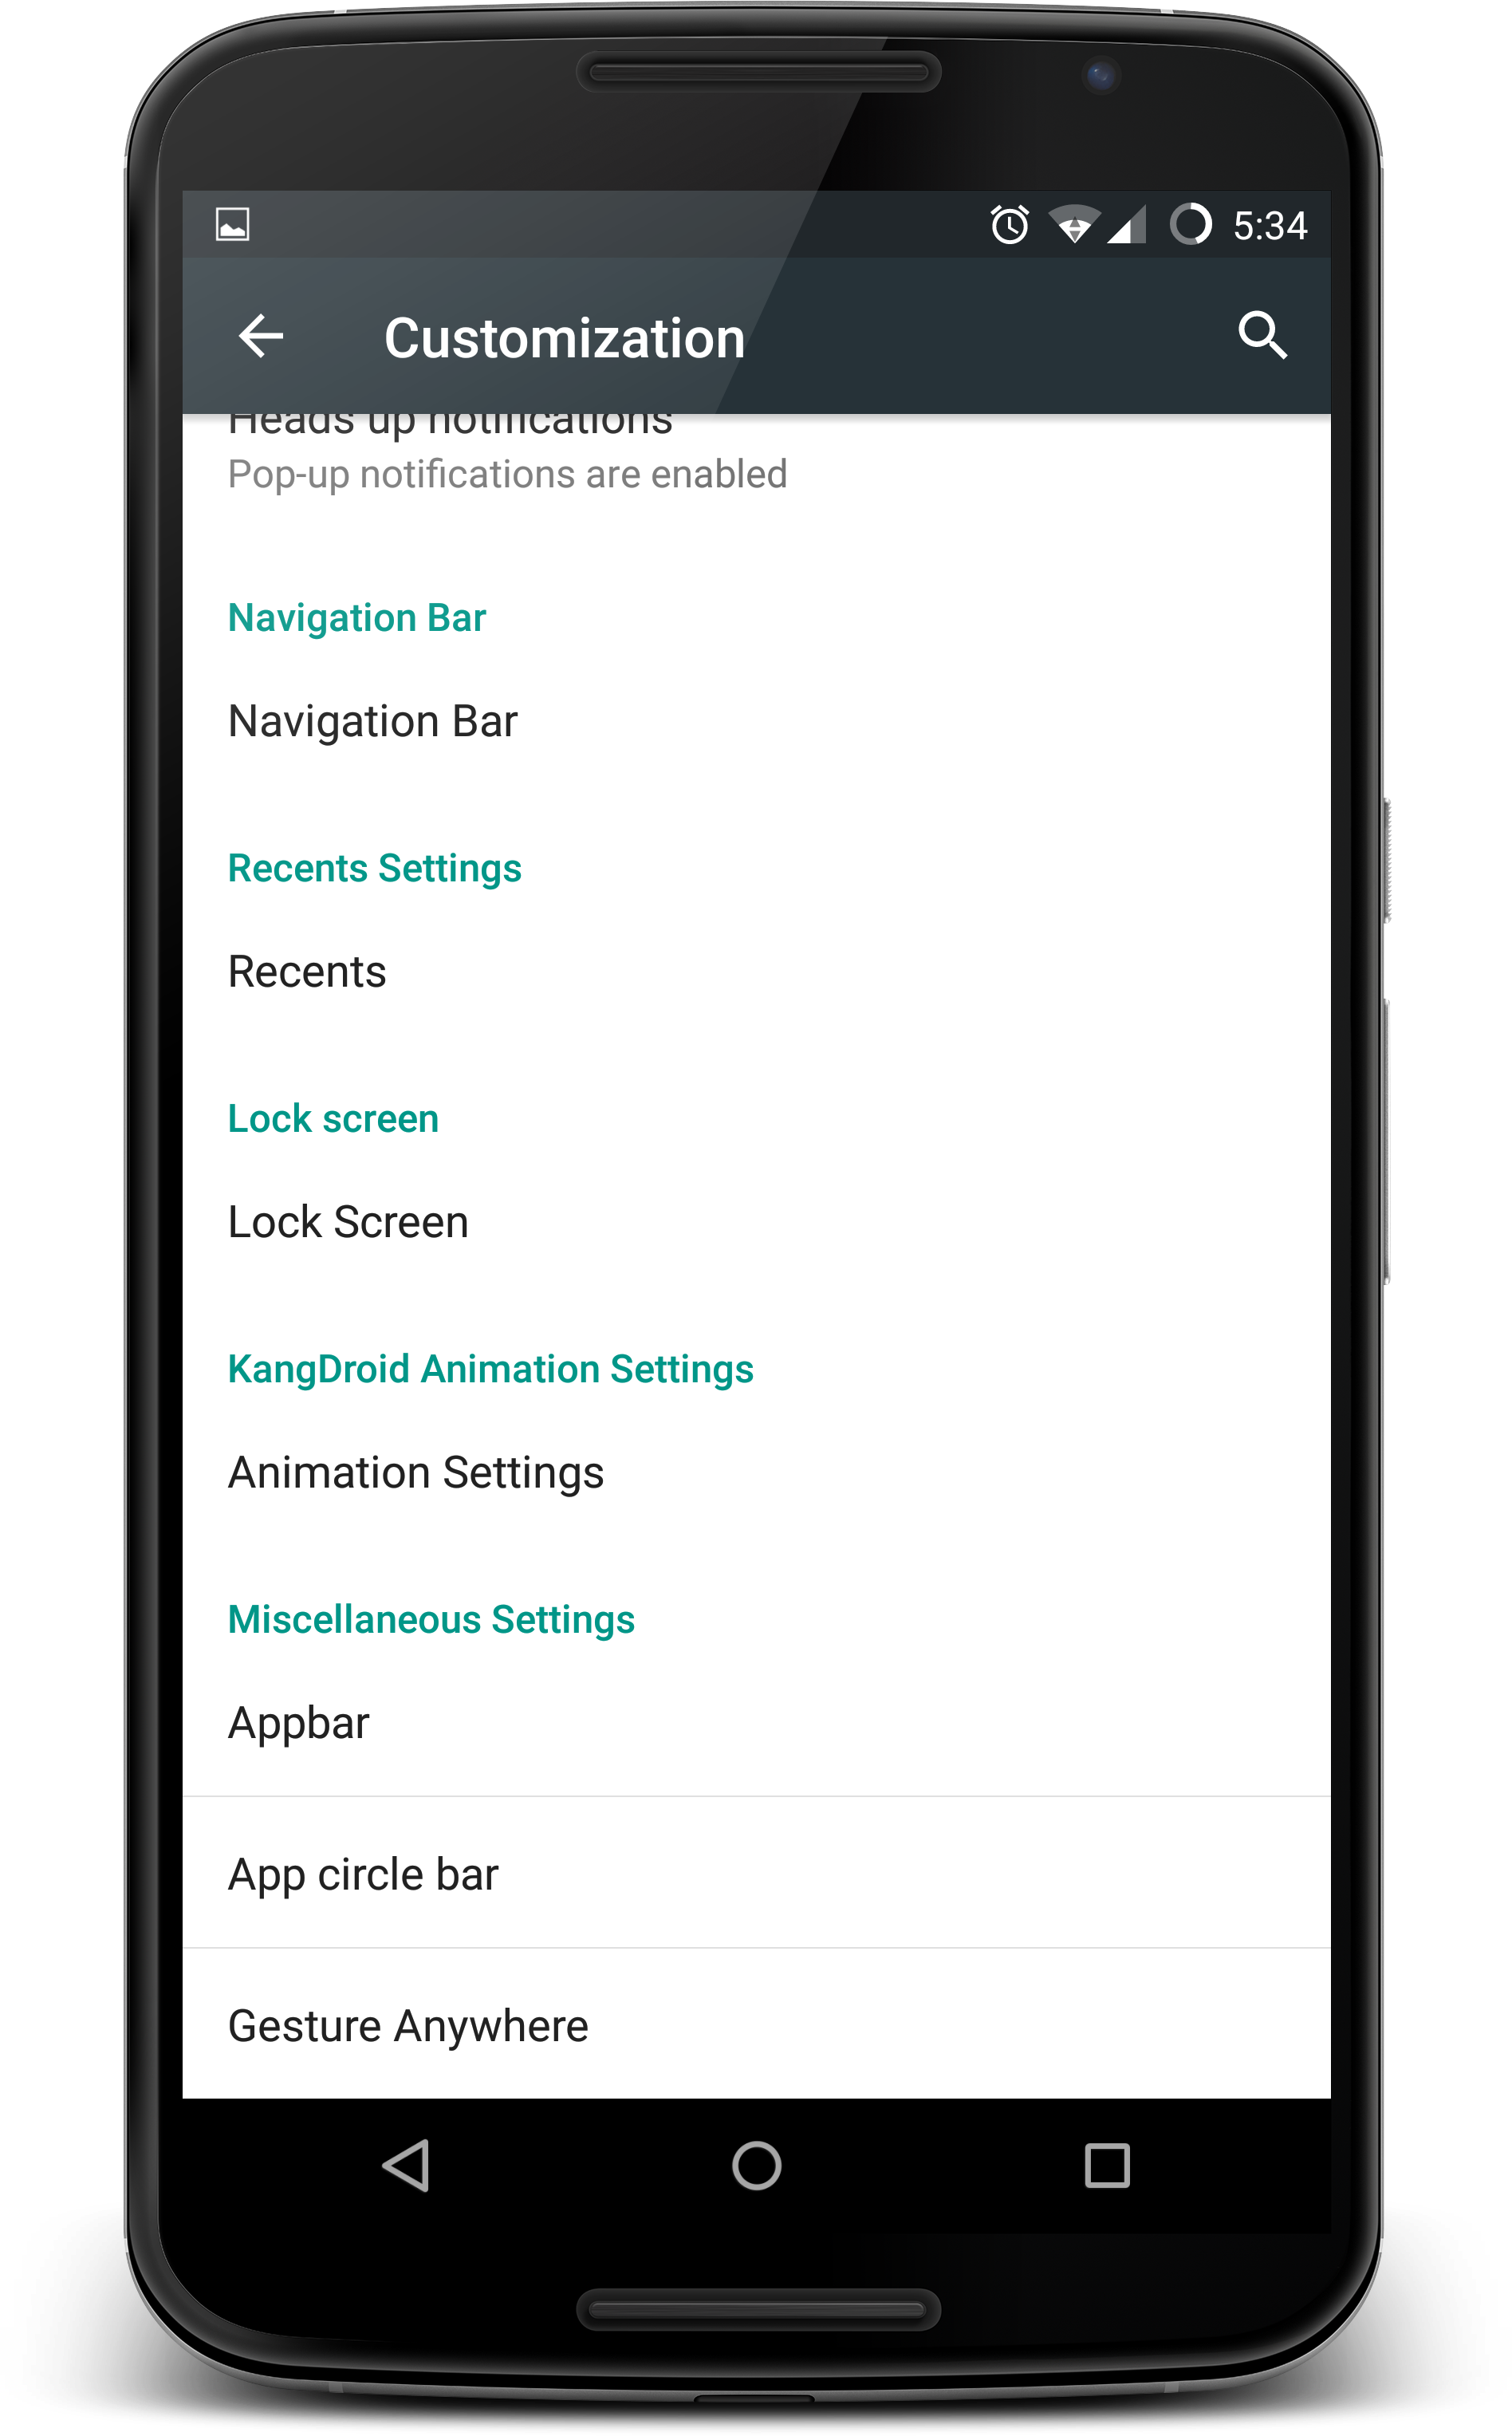 5:34
Customization
Heads up notifications
Pop-up notifications are enabled
Navigation Bar
Navigation Bar
Recents Settings
Recents
Lock screen
Lock Screen
KangDroid Animation Settings
Animation Settings
Miscellaneous Settings
Appbar
App circle bar
Gesture Anywhere